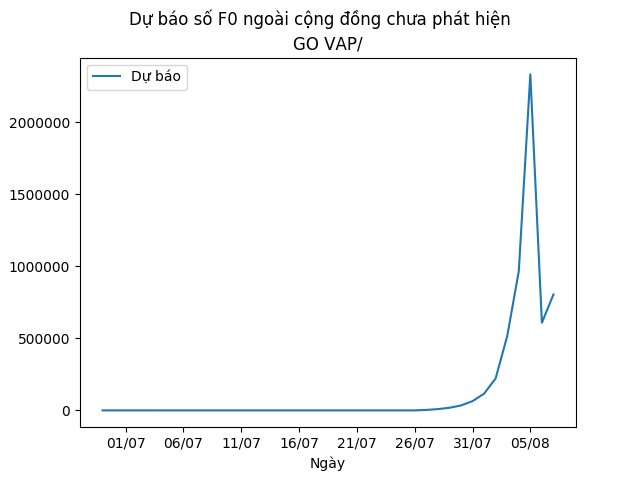 Dự báo số F0 ngoài cộng đồng chưa phát hiện
GO VAP/
Dự báo
2000000
1500000
1000000
500000
0
01/07 06/07 11/07 16/07 21/07 26/07 31/07 05/08
Ngày